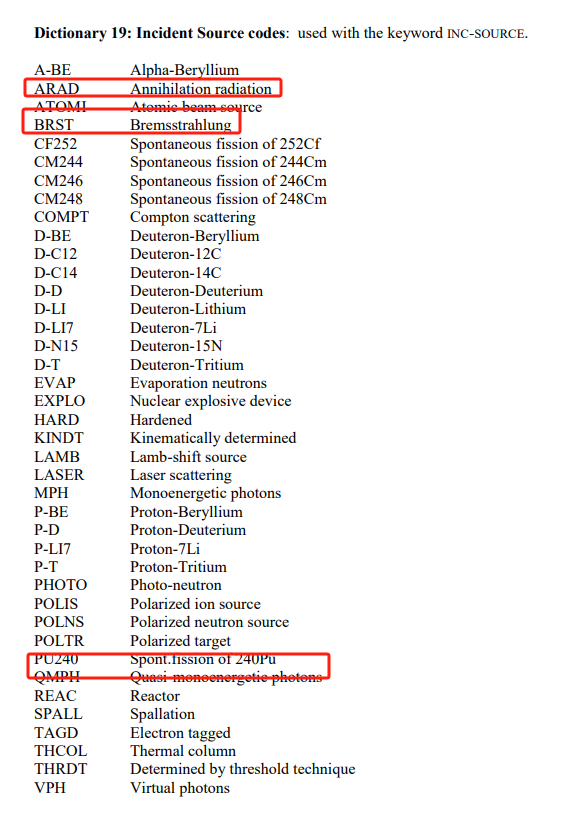 Dictionary 19: Incident Source codes: used with the keyword INC-SOURCE.
A-BE Alpha-Beryllium
ARAD Annihilation radiation
ATOMI Atomic beam source
BRST Bremsstrahlung
CF252 Spontaneous fission of 252Cf
CM244 Spontaneous fission of 244Cm
CM246 Spontaneous fission of 246Cm
CM248 Spontaneous fission of 248Cm
COMPT Compton scattering
D-BE Deuteron-Beryllium
D-C12 Deuteron-12C
D-C14 Deuteron-14C
D-D Deuteron-Deuterium
D-LI Deuteron-Lithium
D-LI7 Deuteron-7Li
D-N15 Deuteron-15N
D-T Deuteron-Tritium
EVAP Evaporation neutrons
EXPLO Nuclear explosive device
HARD Hardened
KINDT Kinematically determined
LAMB Lamb-shift source
LASER Laser scattering
MPH Monoenergetic photons
P-BE Proton-Beryllium
P-D Proton-Deuterium
P-LI7 Proton-7Li
P-T Proton-Tritium
PHOTO Photo-neutron
POLIS Polarized ion source
POLNS Polarized neutron source
POLTR Polarized target
PU240 Spont.fission of 240Pu
QMPH Quasi-monoenergetic photons
REAC Reactor
SPALL Spallation
TAGD Electron tagged
THCOL Thermal column
THRDT Determined by threshold technique
VPH Virtual photons